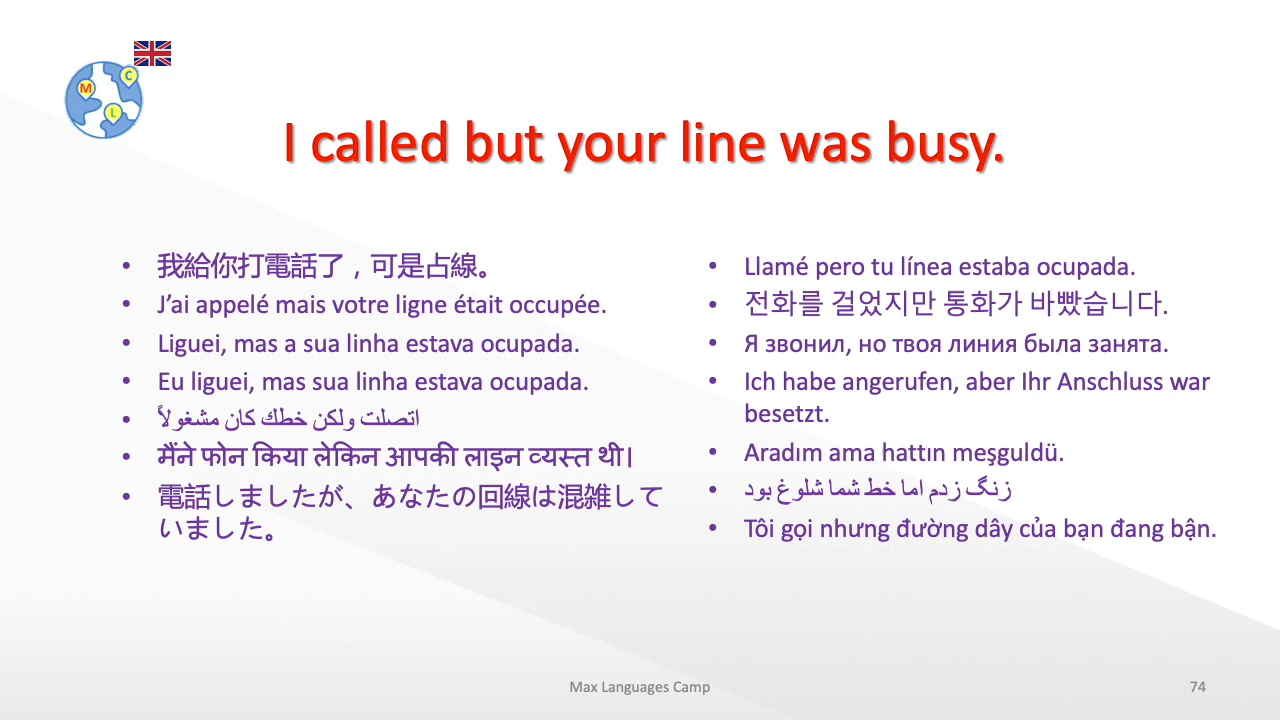 M
C
L
I called but your line was busy.
• 我給你打電話了，可是占線。
• J’ai appelé mais votre ligne était occupée.
• Liguei, mas a sua linha estava ocupada.
• Eu liguei, mas sua linha estava ocupada.
• اتصلت ولكن خطك كان مشغولاً
• मैंने फोन किया लेकिन आपकी लाइन व्यस्त थी।
• 電話しましたが、あなたの回線は混雑して
いました。
• Llamé pero tu línea estaba ocupada.
• 전화를 걸었지만 통화가 바빴습니다.
• Я звонил, но твоя линия была занята.
• Ich habe angerufen, aber Ihr Anschluss war
besetzt.
• Aradım ama hattın meşguldü.
• زنگ زدم اما خط شما شلوغ بود
• Tôi gọi nhưng đường dây của bạn đang bận.
Max Languages Camp
74